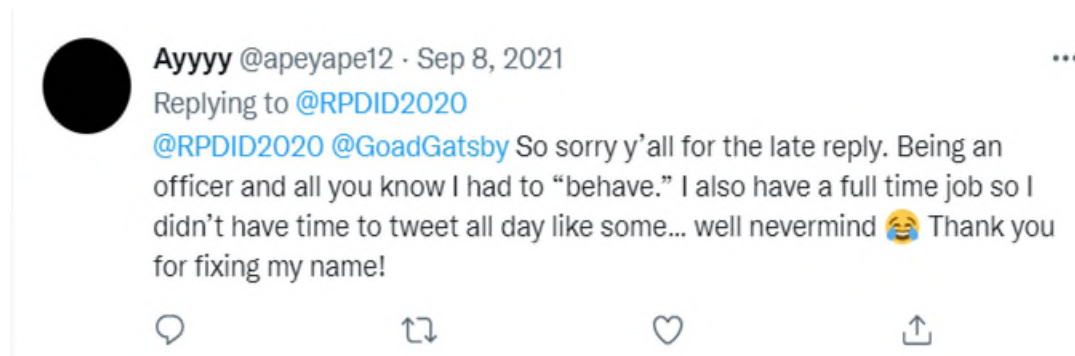 Ayyyy @apeyape12 · Sep 8, 2021
Replying to @RPDID2020
@RPDID2020 @GoadGatsby So sorry y’all for the late reply. Being an
officer and all you know I had to “behave.” I also have a full time job so I
didn’t have time to tweet all day like some... well nevermind 😂 Thank you
for fixing my name!